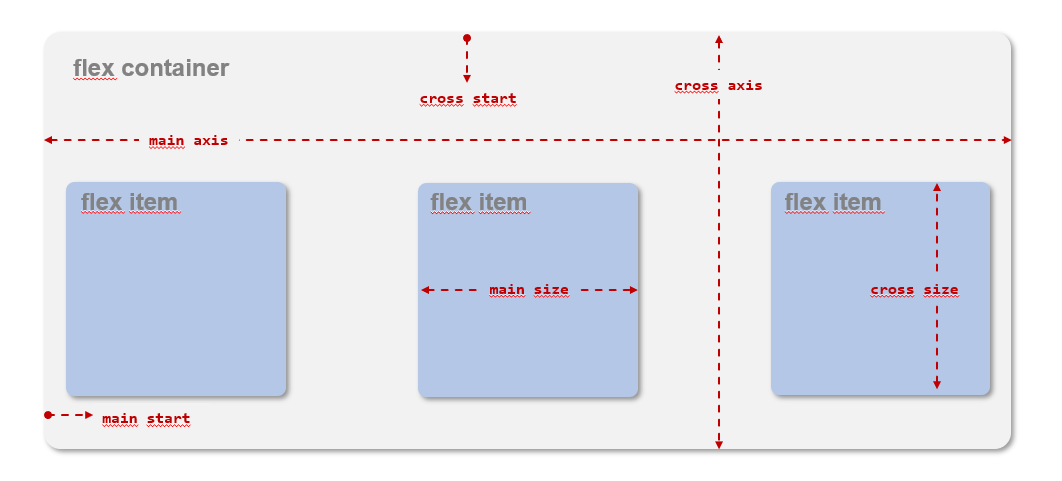 flex container
cross start
cross axis
main axis
flex item
flex item
flex item
main size
cross size
main start